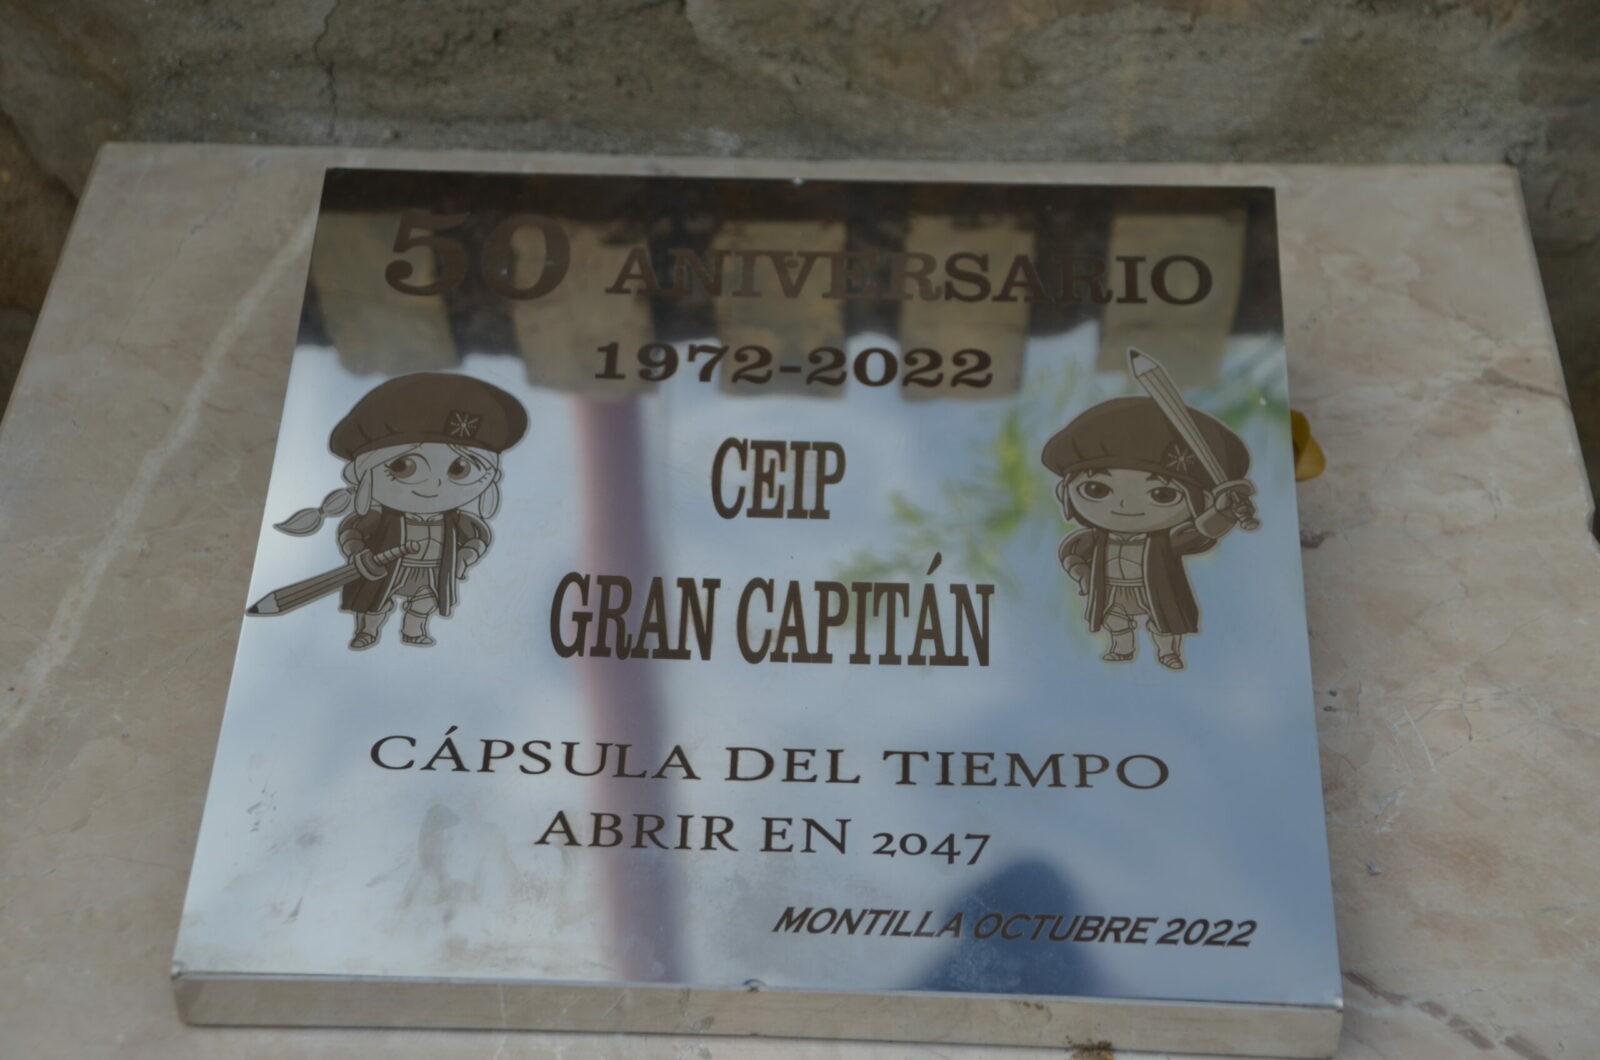 50 ANIVERSARIO
1972-2022
CEIP
GRAN CAPITÁN
CÁPSULA DEL TIEMPO
ABRIR EN 2047
MONTILLA OCTUBRE 2022